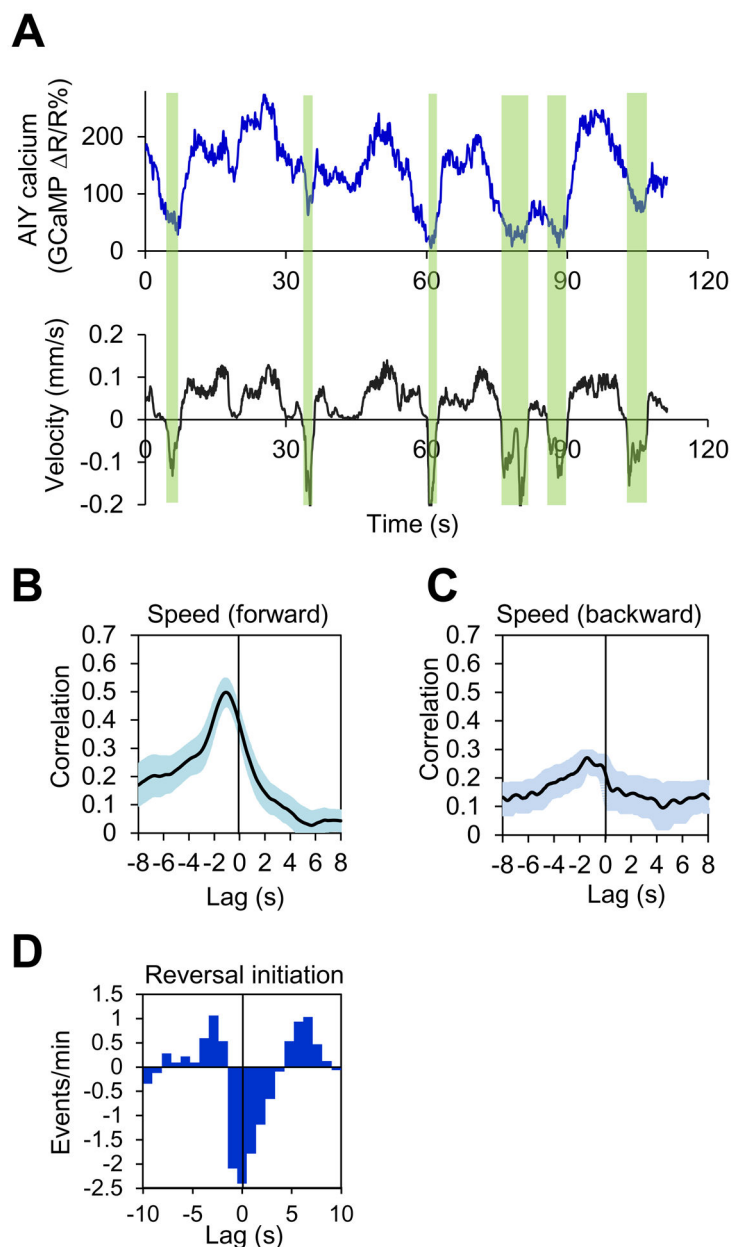 A
AIY calcium
(GCaMP ΔR/R%)
200
100
0
0 30 60 90 120
Velocity (mm/s)
0.2
0.1
0
-0.1
-0.2
0 30 60 90 120
Time (s)
B
Speed (forward)
Correlation
0.7
0.6
0.5
0.4
0.3
0.2
0.1
0
-8 -6 -4 -2 0 2 4 6 8
Lag (s)
C
Speed (backward)
Correlation
0.7
0.6
0.5
0.4
0.3
0.2
0.1
0
-8 -6 -4 -2 0 2 4 6 8
Lag (s)
D
Reversal initiation
Events/min
1.5
1
0.5
0
-0.5
-1
-1.5
-2
-2.5
-10 -5 0 5 10
Lag (s)